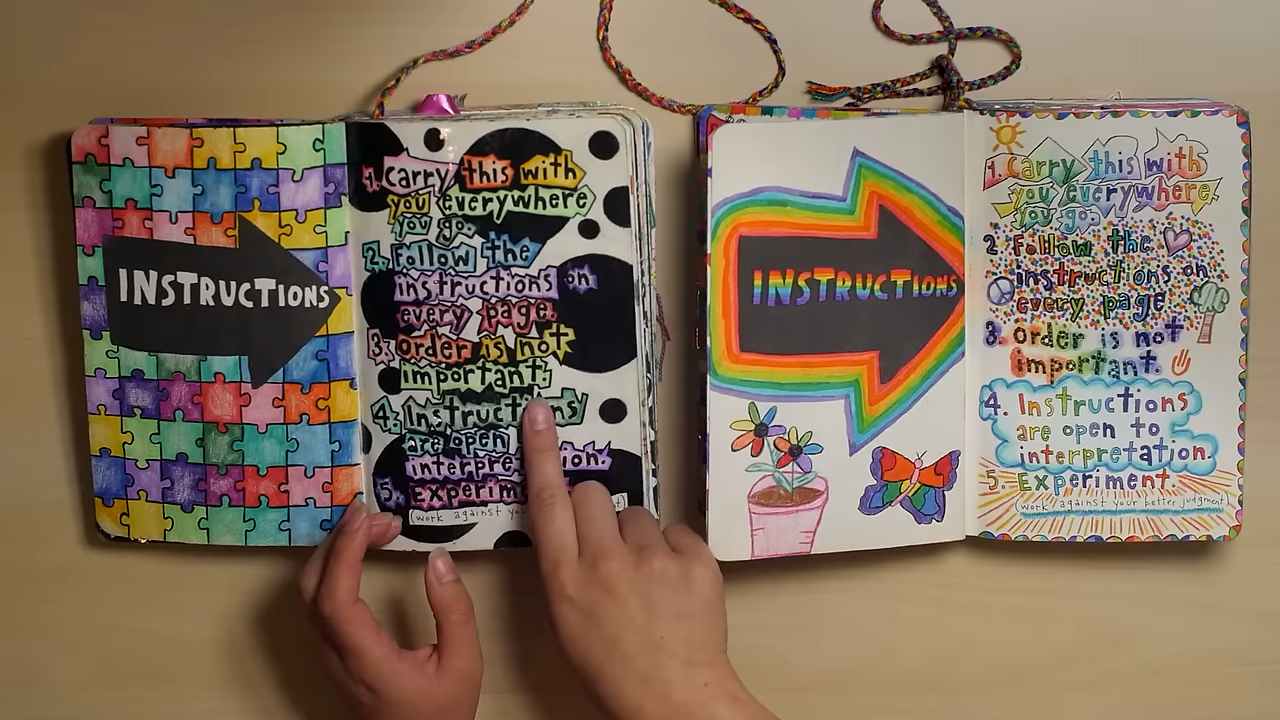 INSTRUCTIONS
1. Carry this with
you everywhere
you go.
2. Follow the
instructions on
every page.
3. Order is not
important.
4. Instructions
are open
interpre ion.
5. Experim
(work against you
INSTRUCTIONS
1. Carry this with
you everywhere
you go.
2 Follow the
instructions on
every page
3. Order is not
important.
4. Instructions
are open to
interpretation.
5. Experiment.
(work against your better judgment)